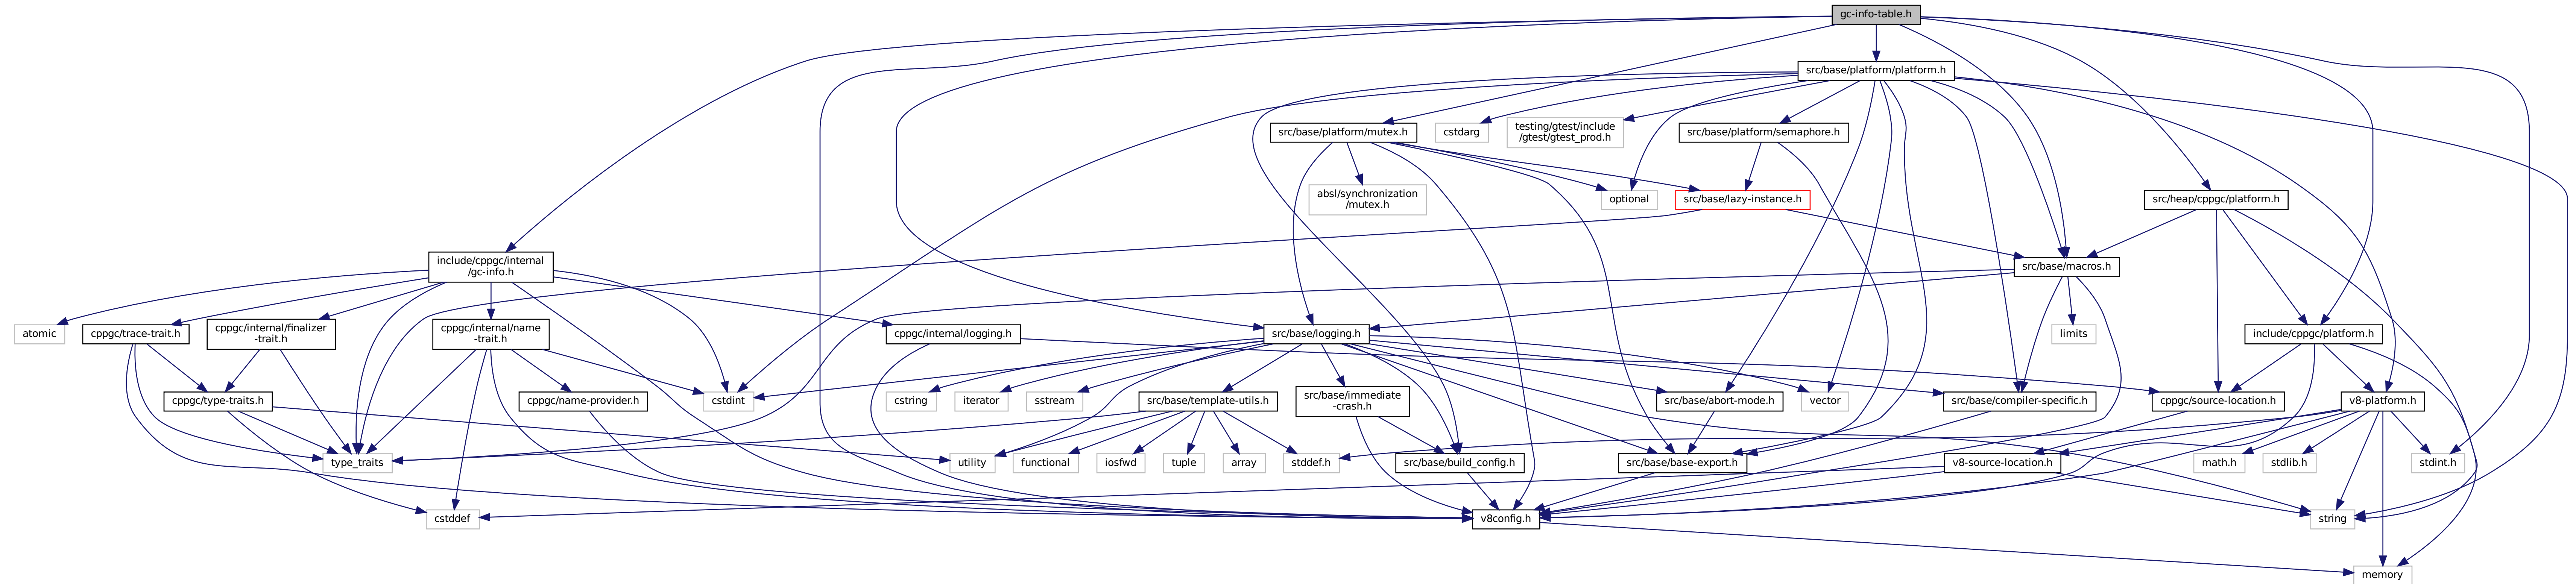 gc-info-table.h
src/base/platform/platform.h
src/base/platform/mutex.h
cstdarg
testing/gtest/include
/gtest/gtest_prod.h
src/base/platform/semaphore.h
absl/synchronization
/mutex.h
optional
src/base/lazy-instance.h
src/heap/cppgc/platform.h
include/cppgc/internal
/gc-info.h
src/base/macros.h
atomic
cppgc/trace-trait.h
cppgc/internal/finalizer
-trait.h
cppgc/internal/name
-trait.h
cppgc/internal/logging.h
src/base/logging.h
limits
include/cppgc/platform.h
cppgc/type-traits.h
cppgc/name-provider.h
cstdint
cstring
iterator
sstream
src/base/template-utils.h
src/base/immediate
-crash.h
src/base/abort-mode.h
vector
src/base/compiler-specific.h
cppgc/source-location.h
v8-platform.h
type_traits
utility
functional
iosfwd
tuple
array
stddef.h
src/base/build_config.h
src/base/base-export.h
v8-source-location.h
math.h
stdlib.h
stdint.h
cstddef
v8config.h
string
memory